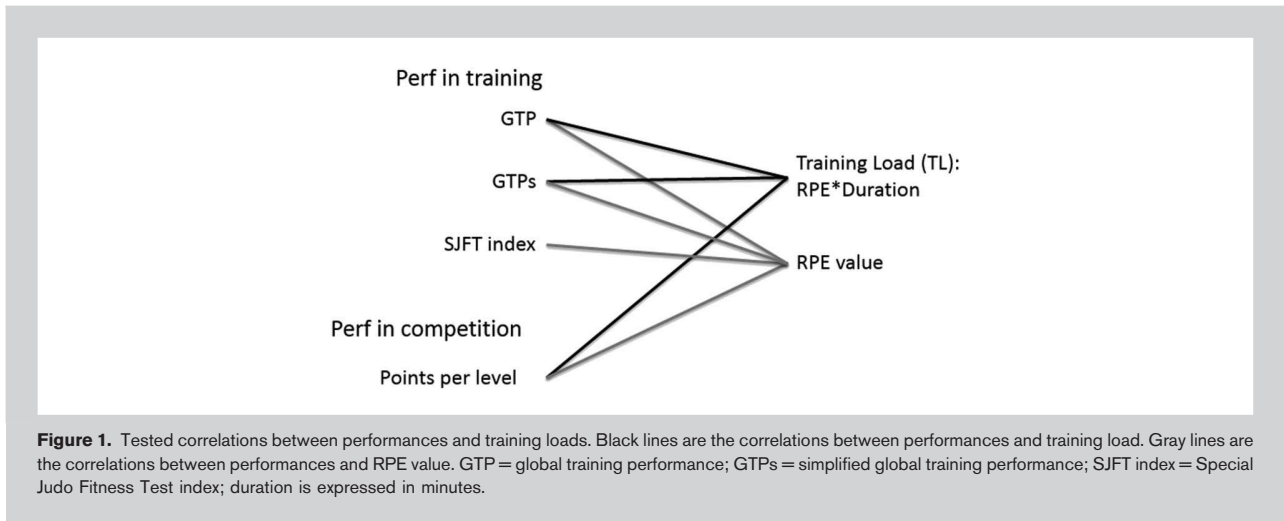 Perf in training
GTP
GTPs
SJFT index
Perf in competition
Points per level
Training Load (TL):
RPE*Duration
RPE value
Figure 1. Tested correlations between performances and training loads. Black lines are the correlations between performances and training load. Gray lines are
the correlations between performances and RPE value. GTP = global training performance; GTPs = simplified global training performance; SJFT index = Special
Judo Fitness Test index; duration is expressed in minutes.